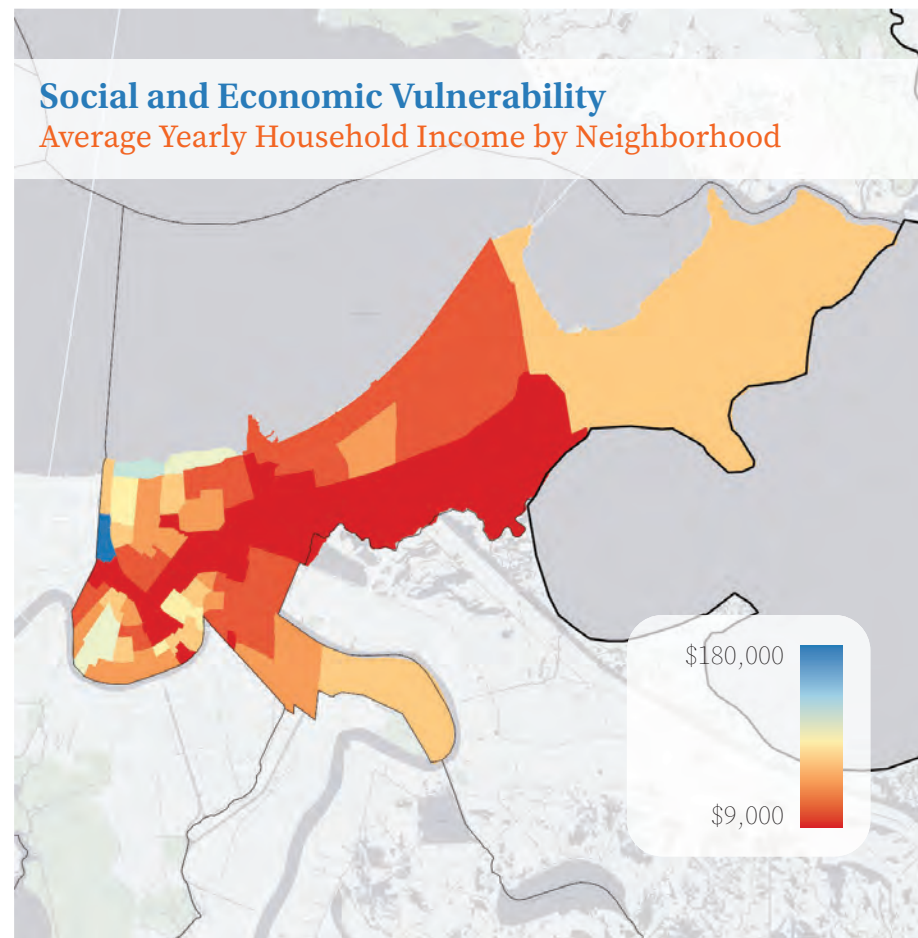 Social and Economic Vulnerability
Average Yearly Household Income by Neighborhood
$180,000
$9,000